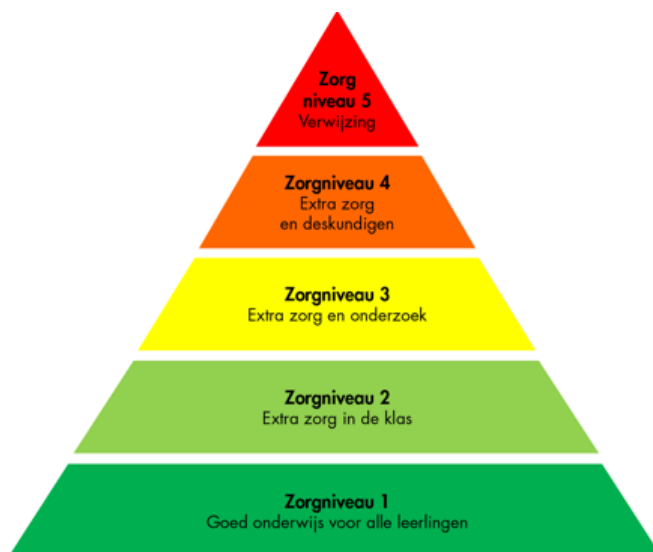 Zorg
niveau 5
Verwijzing
Zorgniveau 4
Extra zorg
en deskundigen
Zorgniveau 3
Extra zorg en onderzoek
Zorgniveau 2
Extra zorg in de klas
Zorgniveau 1
Goed onderwijs voor alle leerlingen